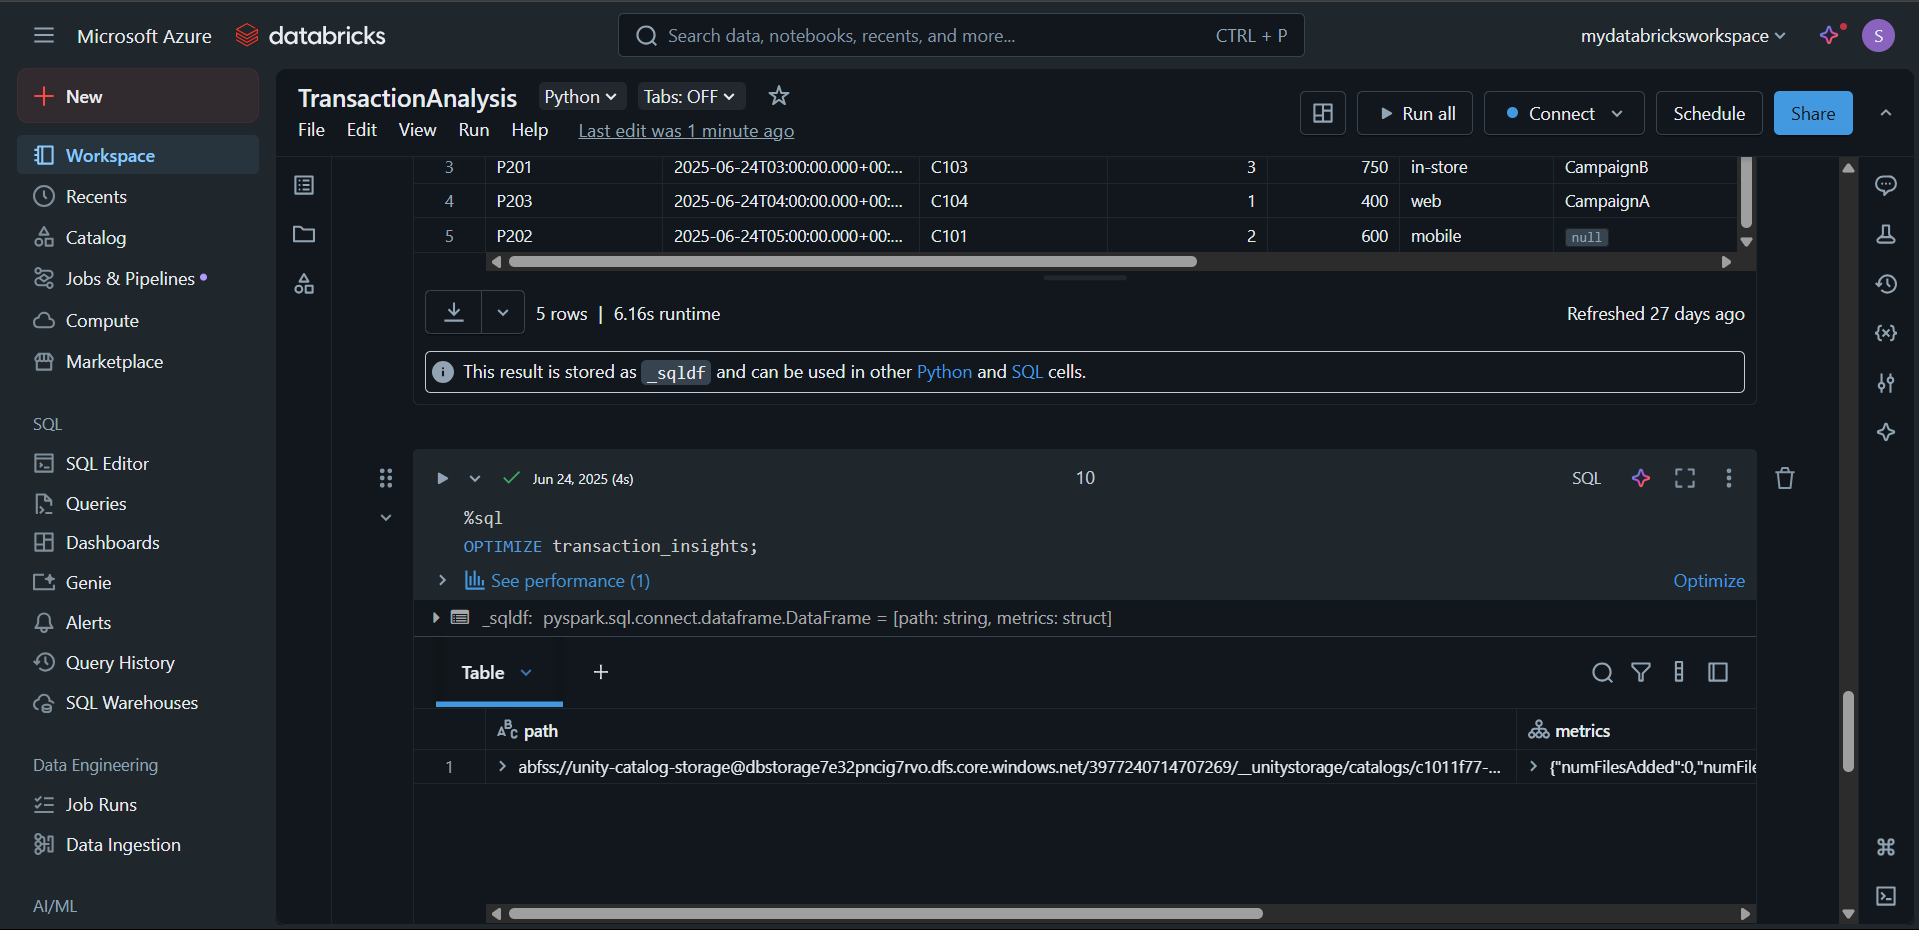 Microsoft Azure databricks
Search data, notebooks, recents, and more... CTRL + P
mydatabricksworkspace
S
New
Workspace
Recents
Catalog
Jobs & Pipelines
Compute
Marketplace
SQL
SQL Editor
Queries
Dashboards
Genie
Alerts
Query History
SQL Warehouses
Data Engineering
Job Runs
Data Ingestion
AI/ML
TransactionAnalysis Python Tabs: OFF
File Edit View Run Help Last edit was 1 minute ago
Run all Connect Schedule Share
3 P201 2025-06-24T03:00:00.000+00:... C103 3 750 in-store CampaignB
4 P203 2025-06-24T04:00:00.000+00:... C104 1 400 web CampaignA
5 P202 2025-06-24T05:00:00.000+00:... C101 2 600 mobile null
5 rows | 6.16s runtime Refreshed 27 days ago
This result is stored as _sqldf and can be used in other Python and SQL cells.
Jun 24, 2025 (4s) 10 SQL
%sql
OPTIMIZE transaction_insights;
See performance (1) Optimize
_sqldf: pyspark.sql.connect.dataframe.DataFrame = [path: string, metrics: struct]
Table +
path metrics
1 abfss://unity-catalog-storage@dbstorage7e32pncig7rvo.dfs.core.windows.net/3977240714707269/__unitystorage/catalogs/c1011f77-... {"numFilesAdded":0,"numFile